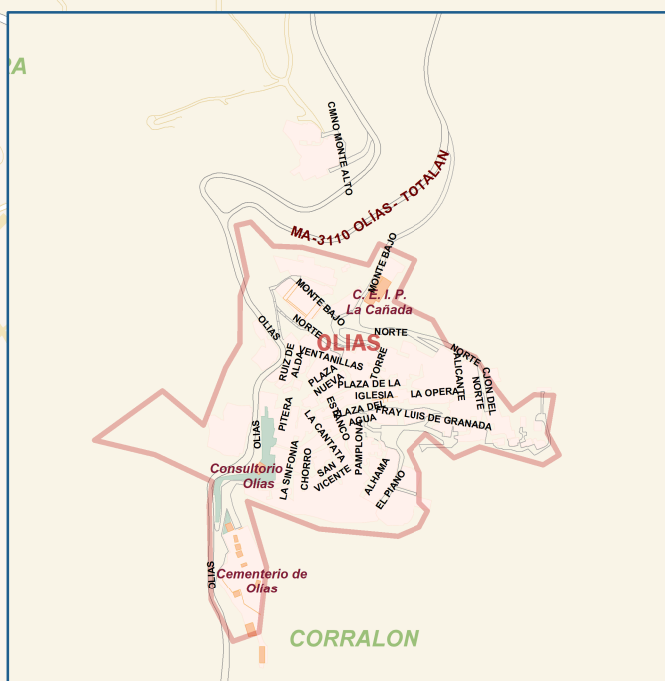 RA
CMNO MONTE ALTO
MA-3110 OLÍAS- TOTALAN
MONTE BAJO
C. E. I. P.
La Cañada
MONTE BAJO
OLIAS
NORTE
NORTE
OLIAS
VENTANILLAS
RUIZ DE
ALDA
TORRE
NORTE
CJON DEL
NORTE
ALICANTE
PLAZA
NUEVA
PLAZA DE LA
IGLESIA
LA OPERA
ESTANCO
PLAZA DEL
AGUA
FRAY LUIS DE GRANADA
PITERA
LA CANTATA
OLIAS
PAMPLONA
LA SINFONIA
CHORRO
SAN
VICENTE
ALHAMA
EL PIANO
Consultorio
Olías
OLIAS
Cementerio de
Olías
CORRALON